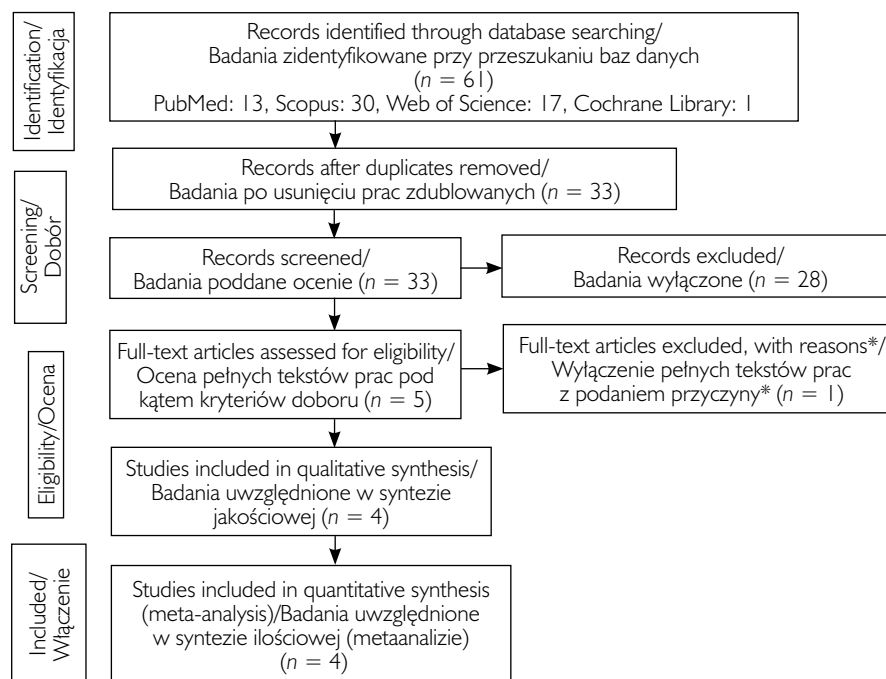 Identification/
Identyfikacja
Records identified through database searching/
Badania zidentyfikowane przy przeszukaniu baz danych
(n = 61)
PubMed: 13, Scopus: 30, Web of Science: 17, Cochrane Library: 1
Screening/
Dobór
Records after duplicates removed/
Badania po usunięciu prac zdublowanych (n = 33)
Records screened/
Badania poddane ocenie (n = 33)
Records excluded/
Badania wyłączone (n = 28)
Eligibility/Ocena
Full-text articles assessed for eligibility/
Ocena pełnych tekstów prac pod
kątem kryteriów doboru (n = 5)
Full-text articles excluded, with reasons*/
Wyłączenie pełnych tekstów prac
z podaniem przyczyny* (n = 1)
Studies included in qualitative synthesis/
Badania uwzględnione w syntezie
jakościowej (n = 4)
Included/
Włączenie
Studies included in quantitative synthesis
(meta-analysis)/Badania uwzględnione
w syntezie ilościowej (metaanalizie)
(n = 4)